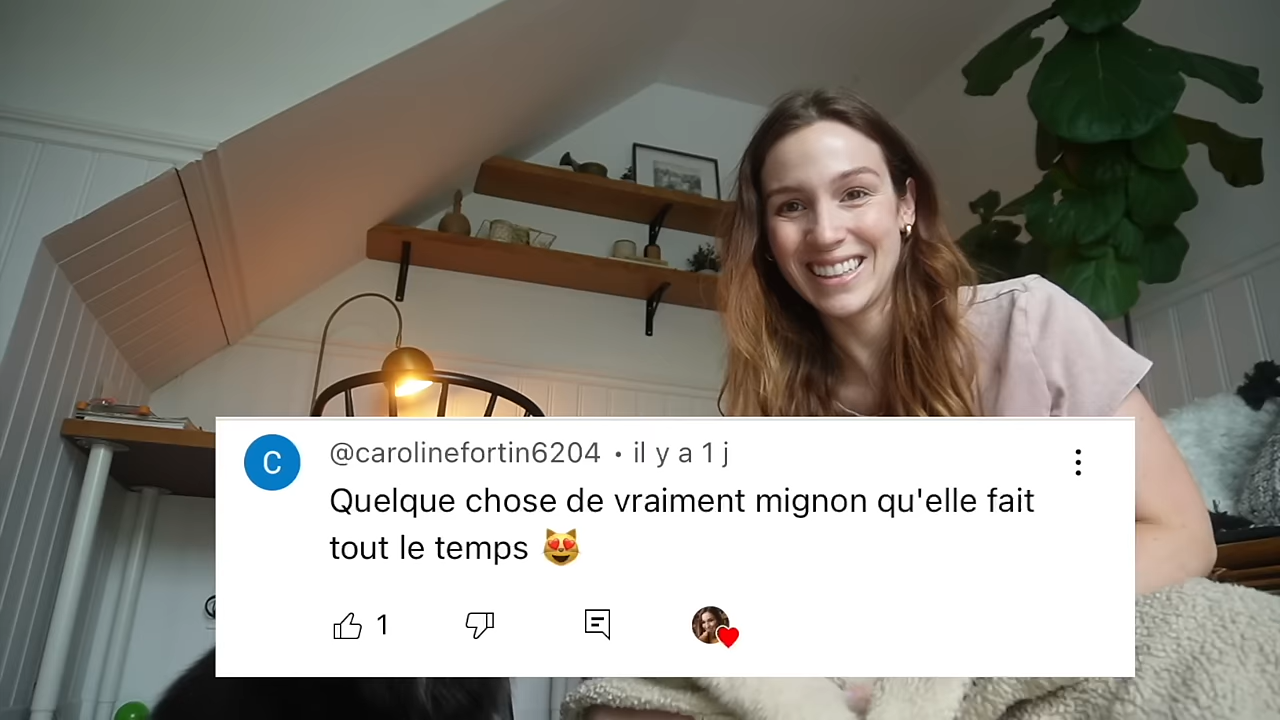 C
@carolinefortin6204 • il y a 1 j
Quelque chose de vraiment mignon qu'elle fait
tout le temps 😻
1